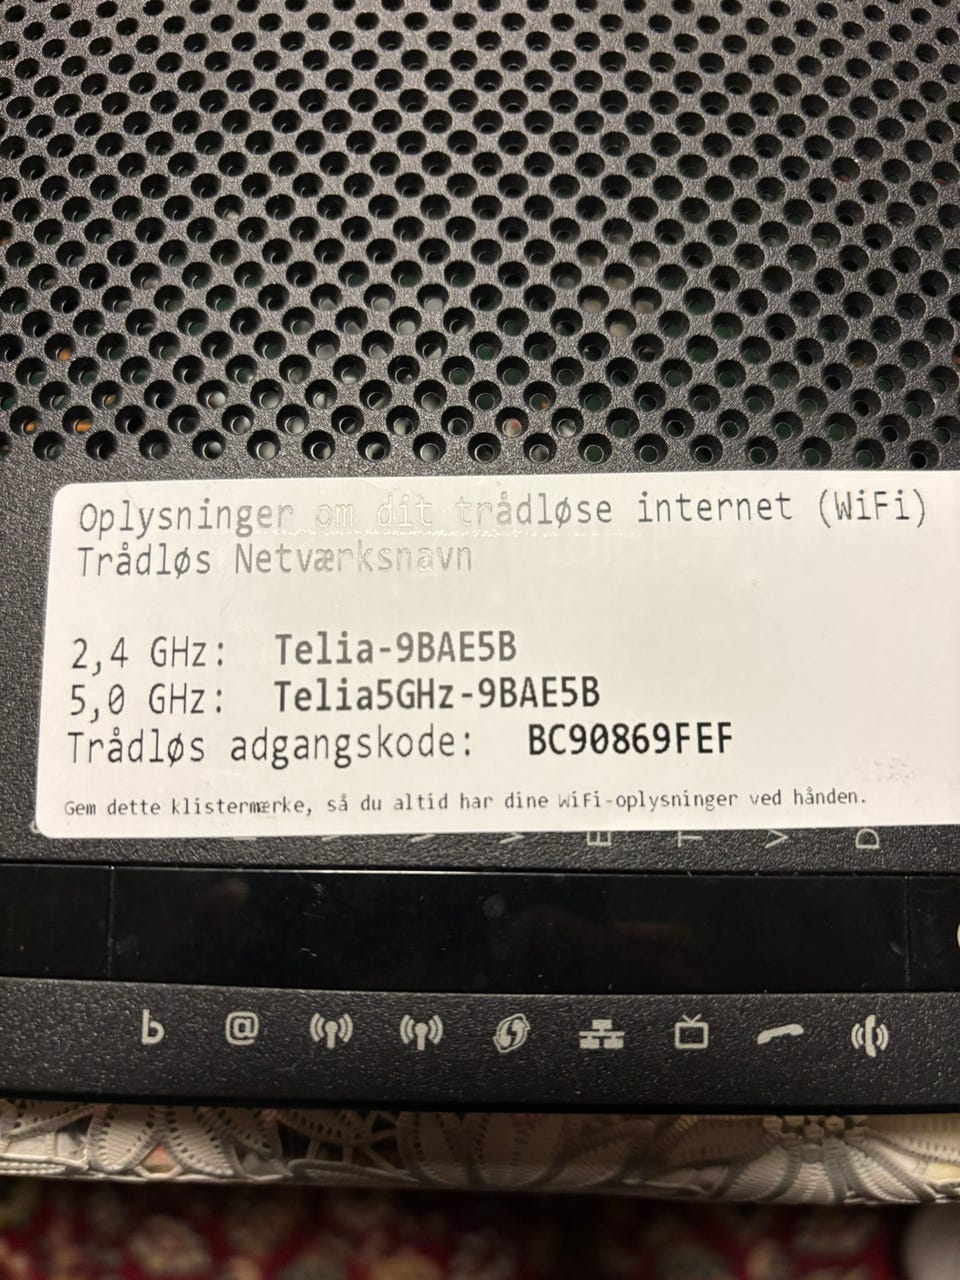 Oplysninger om dit trådløse internet (WiFi)
Trådløs Netværksnavn
2,4 GHz: Telia-9BAE5B
5,0 GHz: Telia5GHz-9BAE5B
Trådløs adgangskode: BC90869FEF
Gem dette klistermærke, så du altid har dine WiFi-oplysninger ved hånden.
b @